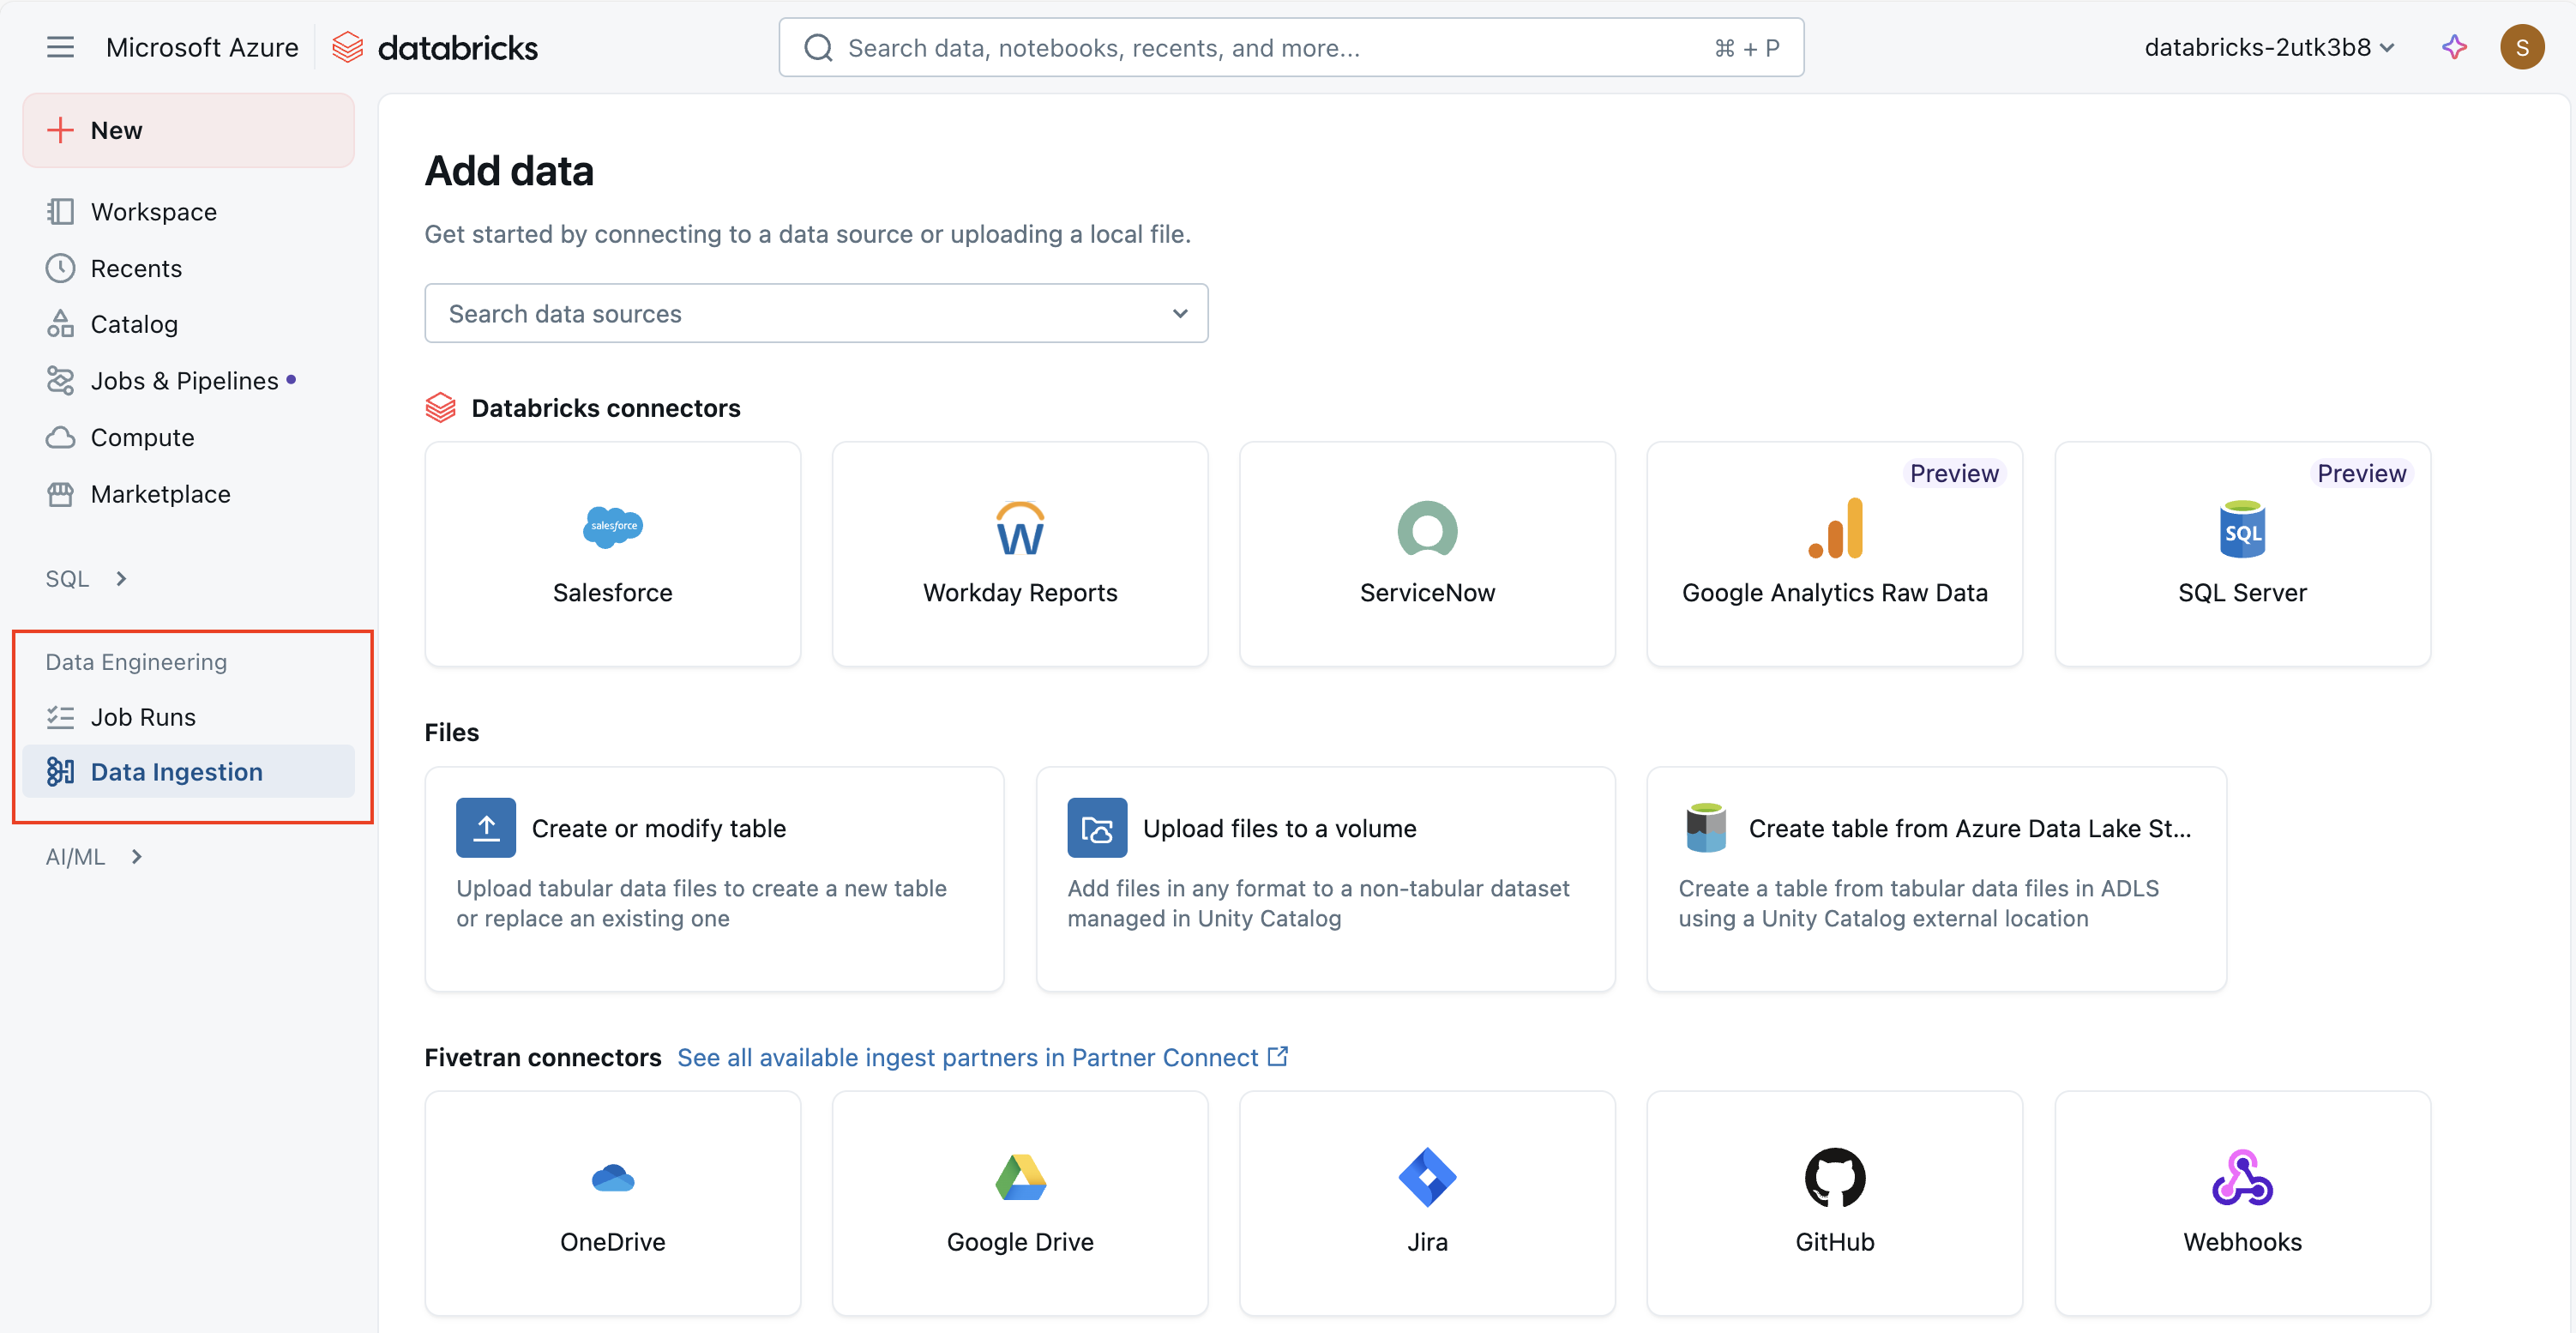 Microsoft Azure
databricks
Search data, notebooks, recents, and more...
⌘ + P
databricks-2utk3b8
S
New
Workspace
Recents
Catalog
Jobs & Pipelines
Compute
Marketplace
SQL
Data Engineering
Job Runs
Data Ingestion
AI/ML
Add data
Get started by connecting to a data source or uploading a local file.
Search data sources
Databricks connectors
salesforce
Salesforce
W
Workday Reports
ServiceNow
Preview
Google Analytics Raw Data
Preview
SQL
SQL Server
Files
Create or modify table
Upload tabular data files to create a new table
or replace an existing one
Upload files to a volume
Add files in any format to a non-tabular dataset
managed in Unity Catalog
Create table from Azure Data Lake St...
Create a table from tabular data files in ADLS
using a Unity Catalog external location
Fivetran connectors See all available ingest partners in Partner Connect
OneDrive
Google Drive
Jira
GitHub
Webhooks